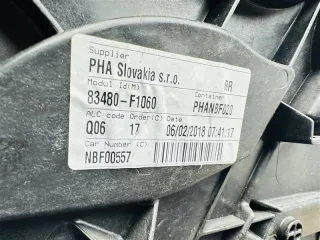 Supplier
PHA Slovakia s.r.o. RR
Modul Id(M) Container
83480-F1060 PHANBF020
ALC code Order(C) Date
Q06 17 06/02/2018 07:41:17
Car Number (C)
NBF00557